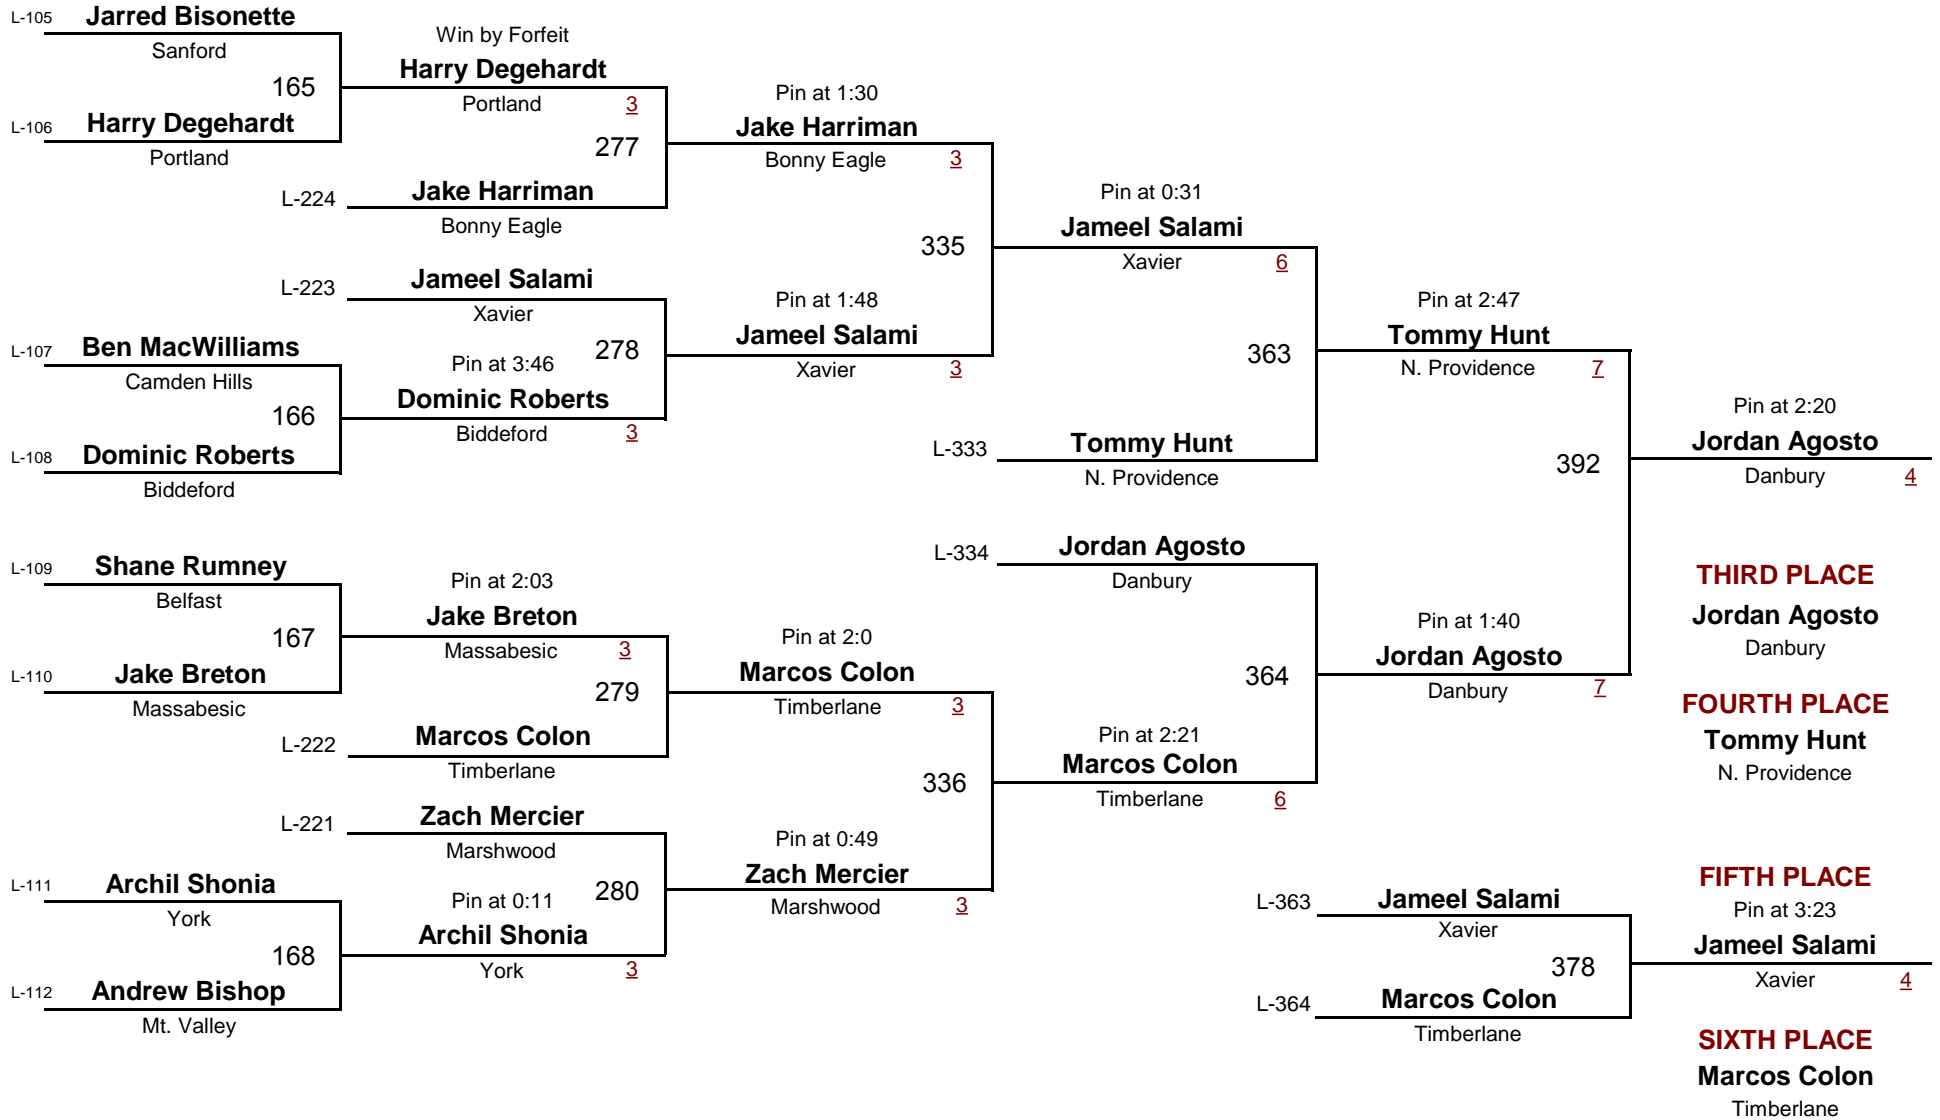 L-105 Jarred Bisonette
Sanford
165
L-106 Harry Degehardt
Portland
Win by Forfeit
Harry Degehardt
Portland 3
277
L-224 Jake Harriman
Bonny Eagle
Pin at 1:30
Jake Harriman
Bonny Eagle 3
335
L-223 Jameel Salami
Xavier
278
L-107 Ben MacWilliams
Camden Hills
166
L-108 Dominic Roberts
Biddeford
Pin at 3:46
Dominic Roberts
Biddeford 3
Pin at 1:48
Jameel Salami
Xavier 3
Pin at 0:31
Jameel Salami
Xavier 6
363
L-333 Tommy Hunt
N. Providence
Pin at 2:47
Tommy Hunt
N. Providence 7
392
Pin at 2:20
Jordan Agosto
Danbury 4
L-109 Shane Rumney
Belfast
167
L-110 Jake Breton
Massabesic
Pin at 2:03
Jake Breton
Massabesic 3
279
L-222 Marcos Colon
Timberlane
Pin at 2:0
Marcos Colon
Timberlane 3
336
L-221 Zach Mercier
Marshwood
280
L-111 Archil Shonia
York
168
L-112 Andrew Bishop
Mt. Valley
Pin at 0:11
Archil Shonia
York 3
Pin at 0:49
Zach Mercier
Marshwood 3
L-334 Jordan Agosto
Danbury
364
Pin at 2:21
Marcos Colon
Timberlane 6
Pin at 1:40
Jordan Agosto
Danbury 7
THIRD PLACE
Jordan Agosto
Danbury
FOURTH PLACE
Tommy Hunt
N. Providence
L-363 Jameel Salami
Xavier
378
L-364 Marcos Colon
Timberlane
FIFTH PLACE
Pin at 3:23
Jameel Salami
Xavier 4
SIXTH PLACE
Marcos Colon
Timberlane